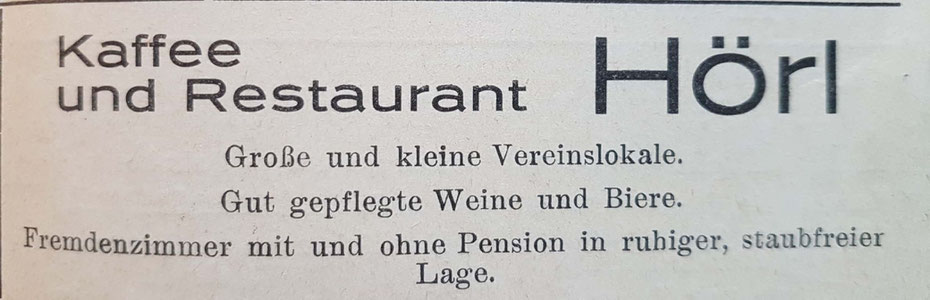 Kaffee
und Restaurant Hörl
Große und kleine Vereinslokale.
Gut gepflegte Weine und Biere.
Fremdenzimmer mit und ohne Pension in ruhiger, staubfreier
Lage.